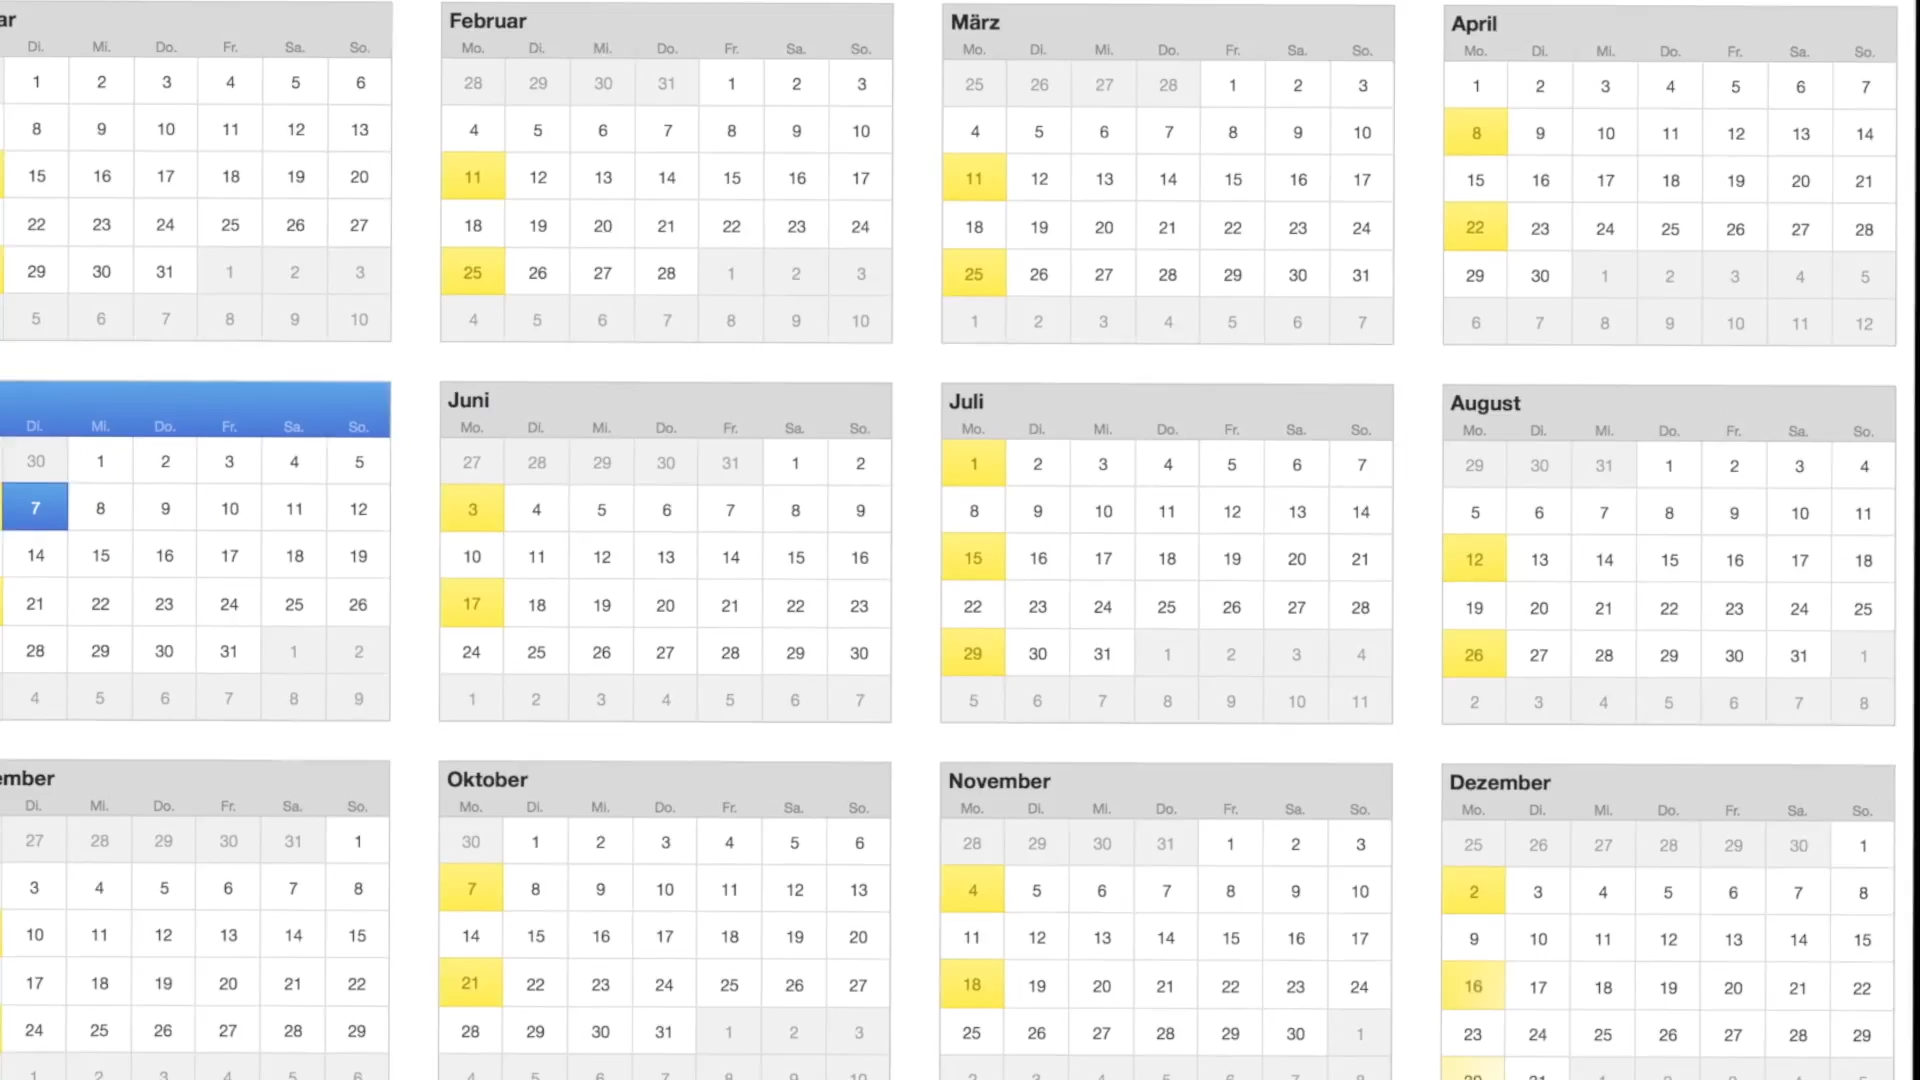 ar
Di. Mi. Do. Fr. Sa. So.
1 2 3 4 5 6
8 9 10 11 12 13
15 16 17 18 19 20
22 23 24 25 26 27
29 30 31 1 2 3
5 6 7 8 9 10
Februar
Mo. Di. Mi. Do. Fr. Sa. So.
28 29 30 31 1 2 3
4 5 6 7 8 9 10
11 12 13 14 15 16 17
18 19 20 21 22 23 24
25 26 27 28 1 2 3
4 5 6 7 8 9 10
März
Mo. Di. Mi. Do. Fr. Sa. So.
25 26 27 28 1 2 3
4 5 6 7 8 9 10
11 12 13 14 15 16 17
18 19 20 21 22 23 24
25 26 27 28 29 30 31
1 2 3 4 5 6 7
April
Mo. Di. Mi. Do. Fr. Sa. So.
1 2 3 4 5 6 7
8 9 10 11 12 13 14
15 16 17 18 19 20 21
22 23 24 25 26 27 28
29 30 1 2 3 4 5
6 7 8 9 10 11 12
Di. Mi. Do. Fr. Sa. So.
30 1 2 3 4 5
7 8 9 10 11 12
14 15 16 17 18 19
21 22 23 24 25 26
28 29 30 31 1 2
4 5 6 7 8 9
Juni
Mo. Di. Mi. Do. Fr. Sa. So.
27 28 29 30 31 1 2
3 4 5 6 7 8 9
10 11 12 13 14 15 16
17 18 19 20 21 22 23
24 25 26 27 28 29 30
1 2 3 4 5 6 7
Juli
Mo. Di. Mi. Do. Fr. Sa. So.
1 2 3 4 5 6 7
8 9 10 11 12 13 14
15 16 17 18 19 20 21
22 23 24 25 26 27 28
29 30 31 1 2 3 4
5 6 7 8 9 10 11
August
Mo. Di. Mi. Do. Fr. Sa. So.
29 30 31 1 2 3 4
5 6 7 8 9 10 11
12 13 14 15 16 17 18
19 20 21 22 23 24 25
26 27 28 29 30 31 1
2 3 4 5 6 7 8
ember
Di. Mi. Do. Fr. Sa. So.
27 28 29 30 31 1
3 4 5 6 7 8
10 11 12 13 14 15
17 18 19 20 21 22
24 25 26 27 28 29
1 2 3 4 5 6
Oktober
Mo. Di. Mi. Do. Fr. Sa. So.
30 1 2 3 4 5 6
7 8 9 10 11 12 13
14 15 16 17 18 19 20
21 22 23 24 25 26 27
28 29 30 31 1 2 3
4 5 6 7 8 9 10
November
Mo. Di. Mi. Do. Fr. Sa. So.
28 29 30 31 1 2 3
4 5 6 7 8 9 10
11 12 13 14 15 16 17
18 19 20 21 22 23 24
25 26 27 28 29 30 1
2 3 4 5 6 7 8
Dezember
Mo. Di. Mi. Do. Fr. Sa. So.
25 26 27 28 29 30 1
2 3 4 5 6 7 8
9 10 11 12 13 14 15
16 17 18 19 20 21 22
23 24 25 26 27 28 29
30 31